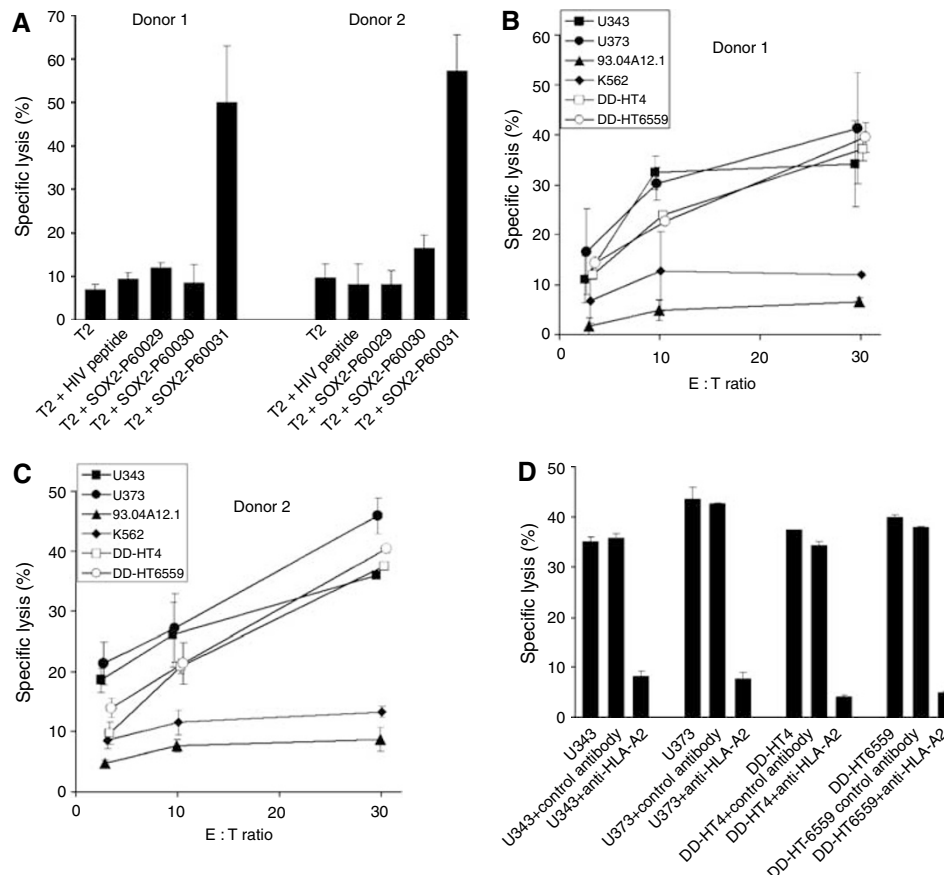 A
Donor 1
Donor 2
Specific lysis (%)
70
60
50
40
30
20
10
0
T2
T2 + HIV peptide
T2 + SOX2-P60029
T2 + SOX2-P60030
T2 + SOX2-P60031
T2
T2 + HIV peptide
T2 + SOX2-P60029
T2 + SOX2-P60030
T2 + SOX2-P60031
B
U343
U373
93.04A12.1
K562
DD-HT4
DD-HT6559
Donor 1
Specific lysis (%)
60
50
40
30
20
10
0
0
10
20
30
E : T ratio
C
U343
U373
93.04A12.1
K562
DD-HT4
DD-HT6559
Donor 2
Specific lysis (%)
50
40
30
20
10
0
0
10
20
30
E : T ratio
D
Specific lysis (%)
50
40
30
20
10
0
U343
U343+control antibody
U343+anti-HLA-A2
U373
U373+control antibody
U373+anti-HLA-A2
DD-HT4
DD-HT4+control antibody
DD-HT4+anti-HLA-A2
DD-HT6559
DD-HT-6559 control antibody
DD-HT6559+anti-HLA-A2